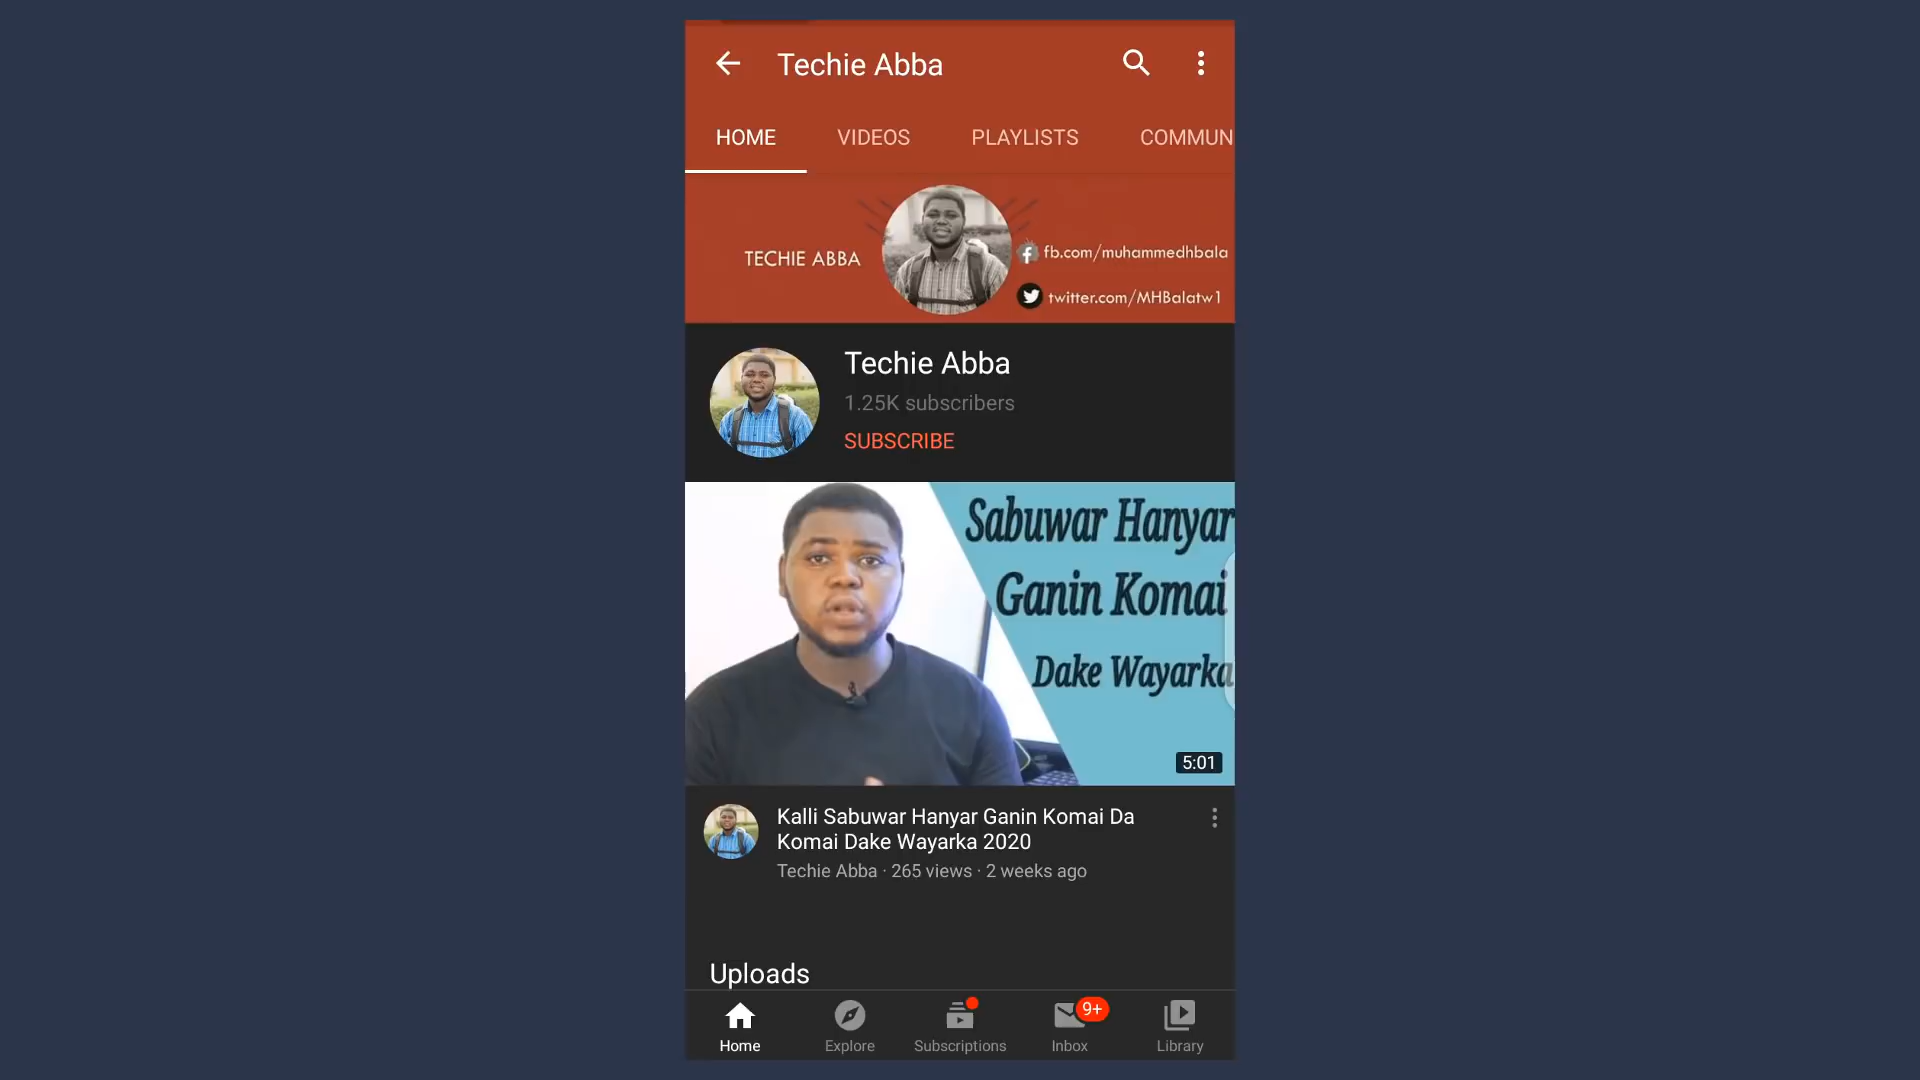 Techie Abba
HOME VIDEOS PLAYLISTS COMMUN
TECHIE ABBA
fb.com/muhammedhbala
twitter.com/MHBalatw1
Techie Abba
1.25K subscribers
SUBSCRIBE
Sabuwar Hanyar
Ganin Komai
Dake Wayarka
5:01
Kalli Sabuwar Hanyar Ganin Komai Da
Komai Dake Wayarka 2020
Techie Abba · 265 views · 2 weeks ago
Uploads
9+
Home Explore Subscriptions Inbox Library